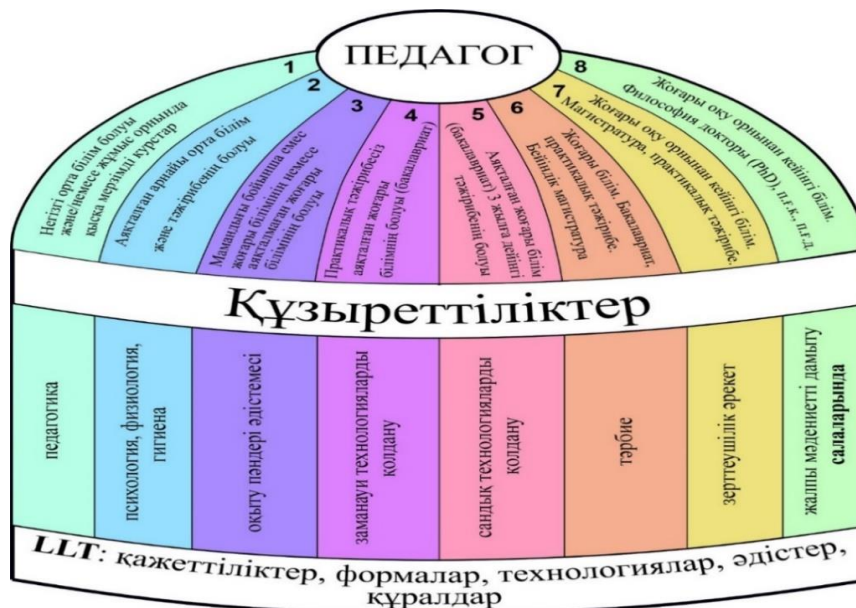 ПЕДАГОГ
1
Негізгі орта білім болуы
және/немесе жұмыс орнында
қысқа мерзімді курстар
2
Аяқталған арнайы орта білім
және тәжірибенің болуы
3
Мамандығы бойынша емес
жоғары білімінің немесе
аяқталмаған жоғары
білімінің болуы
4
Практикалық тәжірибесіз
аяқталған жоғары
білімнің болуы (бакалавриат)
5
Аяқталған жоғары білім
(бакалавриат) 3 жылға дейінгі
тәжірибенің болуы
6
Жоғары білім. Бакалавриат,
практикалық тәжірибе.
Бейіндік магистратура
7
Жоғары оқу орнынан кейінгі білім.
Магистратура, практикалық тәжірибе.
8
Жоғары оқу орнынан кейінгі білім.
Философия докторы (PhD), п.ғ.к., п.ғ.д.
Құзыреттіліктер
педагогика
психология, физиология,
гигиена
оқыту пәндері әдістемесі
заманауи технологияларды
қолдану
сандық технологияларды
қолдану
тәрбие
зерттеушілік әрекет
жалпы мәдениетті дамыту
салаларында
LLT: қажеттіліктер, формалар, технологиялар, әдістер,
құралдар